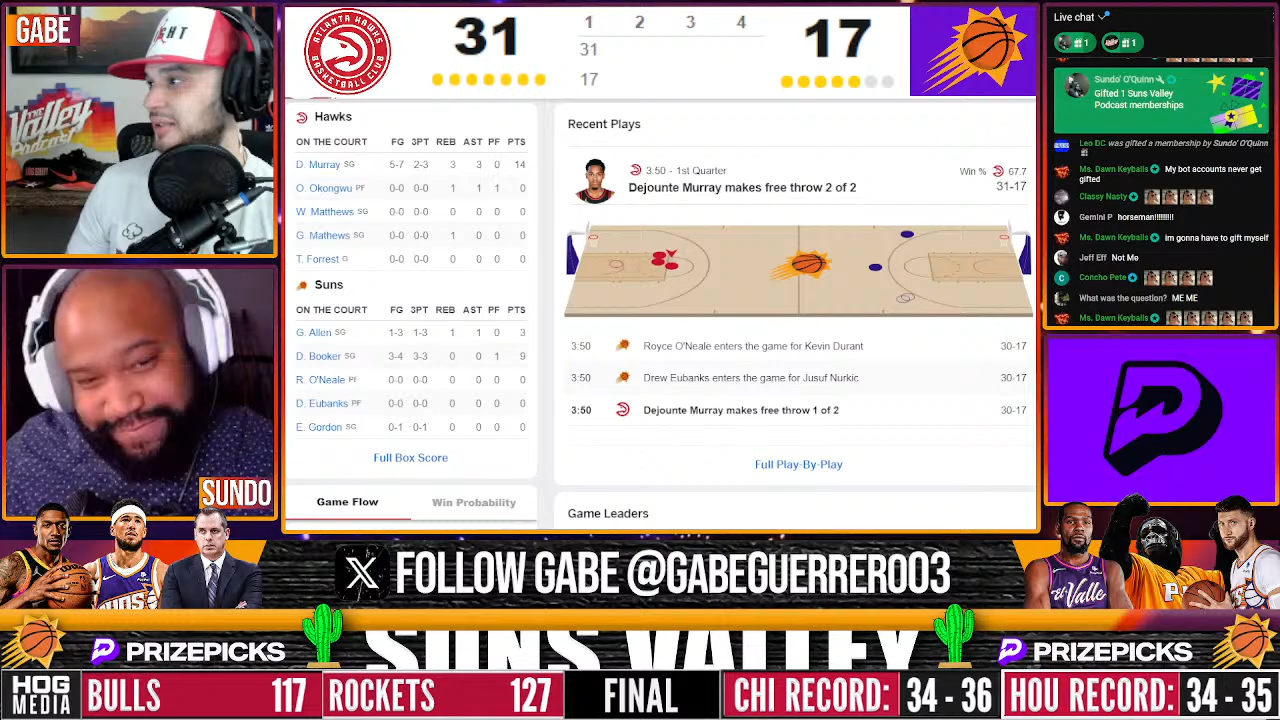 GABE
THE
Valley
Podcast
SUNDO
ATLANTA HAWKS
BASKETBALL CLUB
31
1 2 3 4
31
17
17
Hawks
ON THE COURT FG 3PT REB AST PF PTS
D. Murray SG 5-7 2-3 3 3 0 14
O. Okongwu PF 0-0 0-0 1 1 1 0
W. Matthews SG 0-0 0-0 0 0 0 0
G. Mathews SG 0-0 0-0 1 0 0 0
T. Forrest G 0-0 0-0 0 0 0 0
Suns
ON THE COURT FG 3PT REB AST PF PTS
G. Allen SG 1-3 1-3 1 1 0 3
D. Booker SG 3-4 3-3 0 0 1 9
R. O'Neale PF 0-0 0-0 0 0 0 0
D. Eubanks PF 0-0 0-0 0 0 0 0
E. Gordon SG 0-1 0-1 0 0 0 0
Full Box Score
Game Flow Win Probability
Recent Plays
3:50 - 1st Quarter
Dejounte Murray makes free throw 2 of 2
Win % 67.7
31-17
3:50 Royce O'Neale enters the game for Kevin Durant 30-17
3:50 Drew Eubanks enters the game for Jusuf Nurkic 30-17
3:50 Dejounte Murray makes free throw 1 of 2 30-17
Full Play-By-Play
Game Leaders
Live chat
1 1
Sundo' O'Quinn
Gifted 1 Suns Valley
Podcast memberships
Leo DC was gifted a membership by Sundo' O'Quinn
Ms. Dawn Keyballs My bot accounts never get
gifted
Classy Nasty
Gemini P horseman!!!!!!!!!
Ms. Dawn Keyballs im gonna have to gift myself
Jeff Eff Not Me
Concho Pete
What was the question? ME ME
Ms. Dawn Keyballs
FOLLOW GABE @GABEGUERRERO03
PRIZEPICKS
SUNS VALLEY
PRIZEPICKS
HOG
MEDIA
BULLS 117 ROCKETS 127 FINAL CHI RECORD: 34 - 36 HOU RECORD: 34 - 35